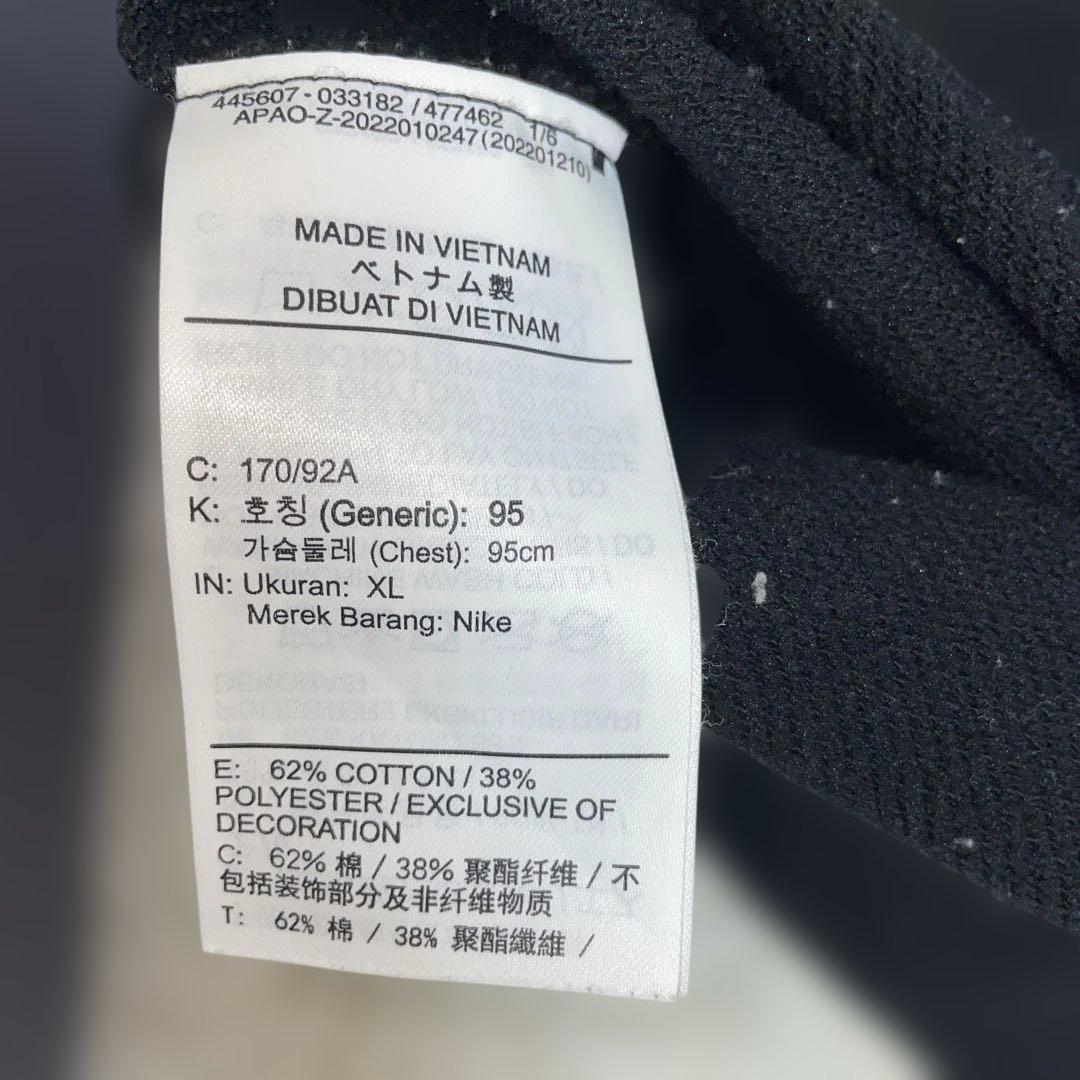 445607-033182 / 477462 1/6
APAO-Z-2022010247(202201210)
MADE IN VIETNAM
ベトナム製
DIBUAT DI VIETNAM
C: 170/92A
K: 호칭 (Generic): 95
가슴둘레 (Chest): 95cm
IN: Ukuran: XL
Merek Barang: Nike
E: 62% COTTON / 38%
POLYESTER / EXCLUSIVE OF
DECORATION
C: 62% 棉 / 38% 聚酯纤维 / 不
包括装饰部分及非纤维物质
T: 62% 棉 / 38% 聚酯纖維 /